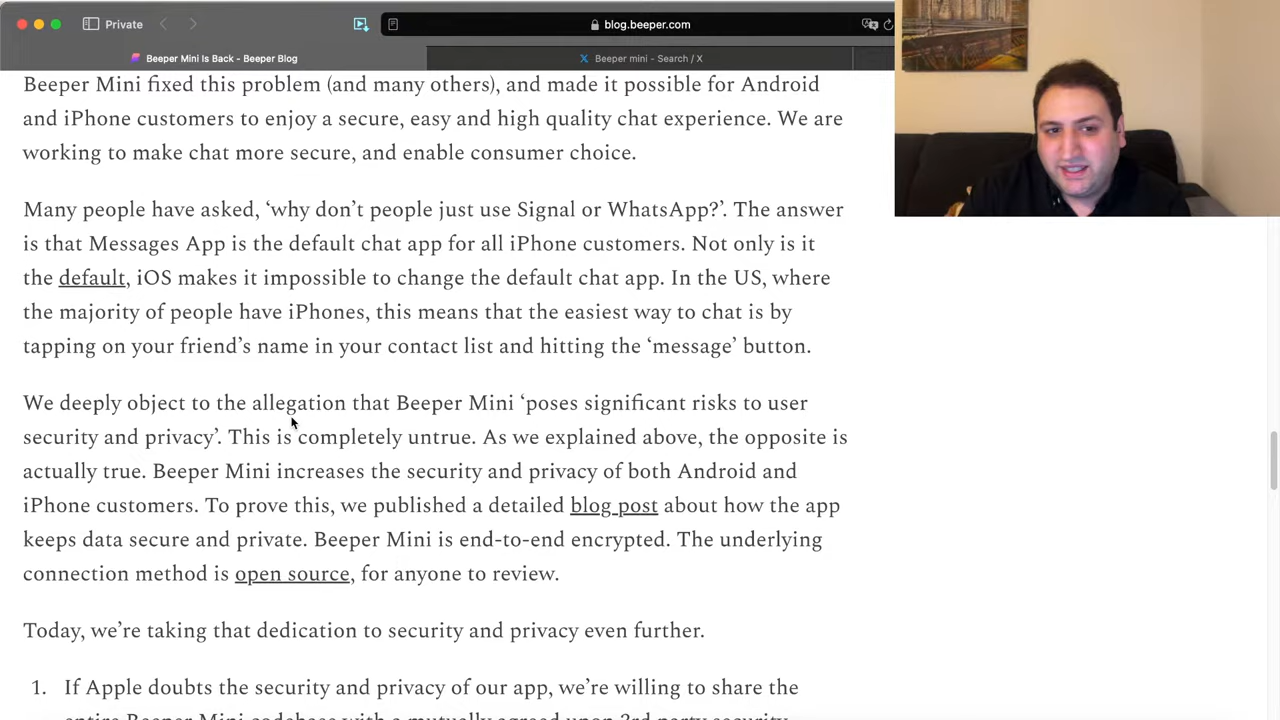 Private
blog.beeper.com
Beeper Mini Is Back - Beeper Blog
Beeper mini - Search / X
Beeper Mini fixed this problem (and many others), and made it possible for Android
and iPhone customers to enjoy a secure, easy and high quality chat experience. We are
working to make chat more secure, and enable consumer choice.
Many people have asked, ‘why don’t people just use Signal or WhatsApp?’. The answer
is that Messages App is the default chat app for all iPhone customers. Not only is it
the default, iOS makes it impossible to change the default chat app. In the US, where
the majority of people have iPhones, this means that the easiest way to chat is by
tapping on your friend’s name in your contact list and hitting the ‘message’ button.
We deeply object to the allegation that Beeper Mini ‘poses significant risks to user
security and privacy’. This is completely untrue. As we explained above, the opposite is
actually true. Beeper Mini increases the security and privacy of both Android and
iPhone customers. To prove this, we published a detailed blog post about how the app
keeps data secure and private. Beeper Mini is end-to-end encrypted. The underlying
connection method is open source, for anyone to review.
Today, we’re taking that dedication to security and privacy even further.
1. If Apple doubts the security and privacy of our app, we’re willing to share the
entire Beeper Mini codebase with a mutually agreed upon 3rd party security